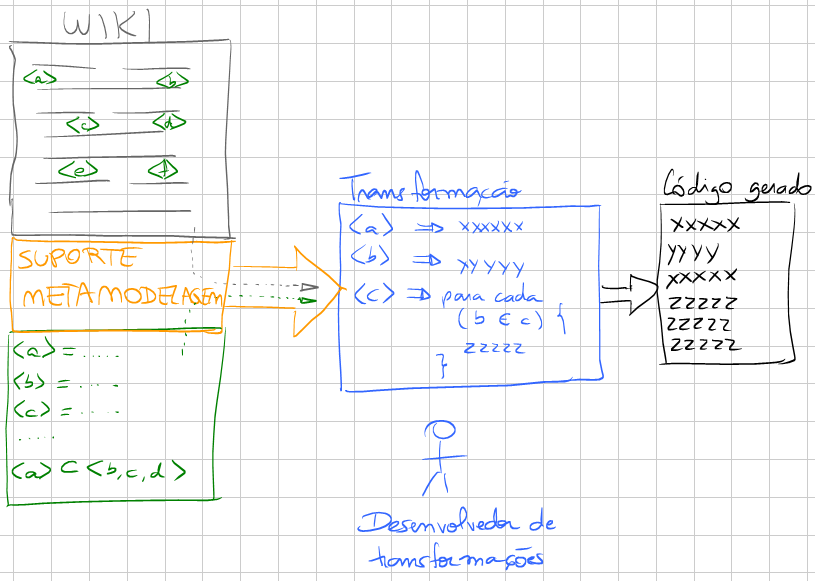 WIKI
<a> <b>
<c> <d>
<e> <f>
SUPORTE
METAMODELAGEM
<a> = .....
<b> = .. ...
<c> = ... ..
.....
<a> ⊂ <b,c,d>
Transformação
<a> ⇒ xxxxxx
<b> ⇒ yyyyy
<c> ⇒ para cada
(b ∈ c) {
zzzzz
}
Desenvolvedor de
transformações
Código gerado
xxxxx
yyyy
xxxxx
zzzzz
zzzzz
zzzzz